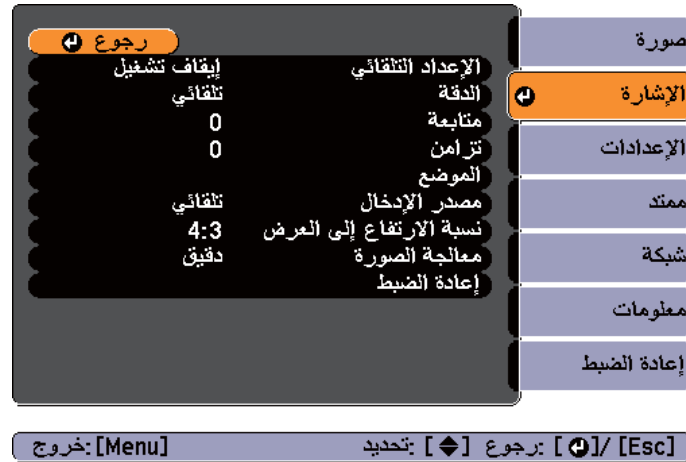 صورة
الإشارة
الإعدادات
ممتد
شبكة
معلومات
إعادة الضبط
رجوع
الإعداد التلقائي إيقاف تشغيل
الدقة تلقائي
متابعة 0
تزامن 0
الموضع
مصدر الإدخال تلقائي
نسبة الارتفاع إلى العرض 4:3
معالجة الصورة دقيق
إعادة الضبط
[Esc] /[⏎] :رجوع [◆] :تحديد [Menu] :خروج